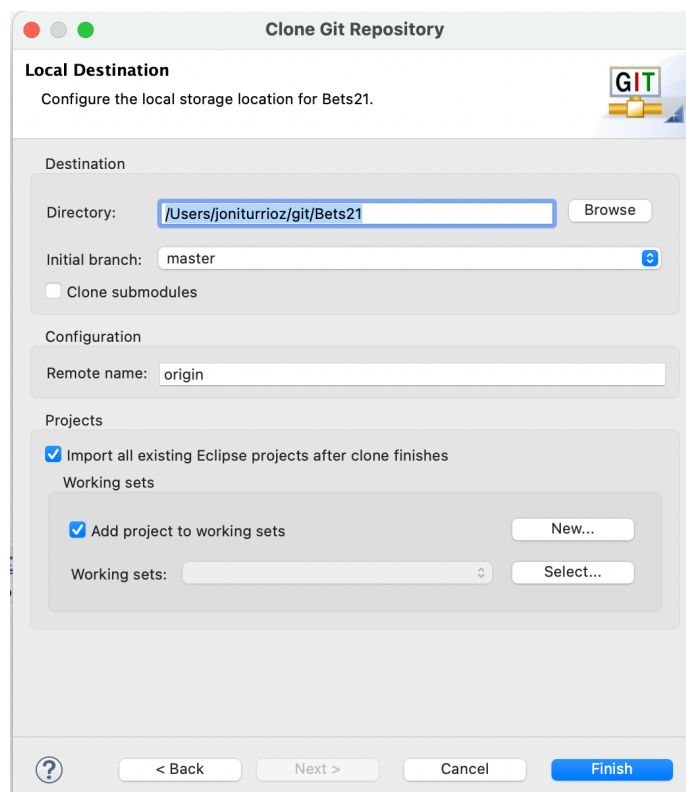 Clone Git Repository
Local Destination
Configure the local storage location for Bets21.
GIT
Destination
Directory: /Users/joniturrioz/git/Bets21 Browse
Initial branch: master
Clone submodules
Configuration
Remote name: origin
Projects
Import all existing Eclipse projects after clone finishes
Working sets
Add project to working sets New...
Working sets: Select...
? < Back Next > Cancel Finish